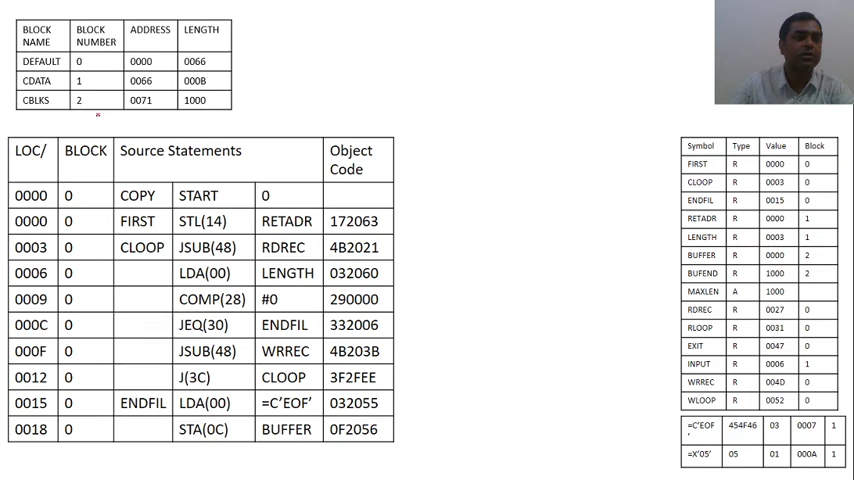 BLOCK NAME BLOCK NUMBER ADDRESS LENGTH
DEFAULT 0 0000 0066
CDATA 1 0066 000B
CBLKS 2 0071 1000
LOC/ BLOCK Source Statements Object Code
0000 0 COPY START 0
0000 0 FIRST STL(14) RETADR 172063
0003 0 CLOOP JSUB(48) RDREC 4B2021
0006 0 LDA(00) LENGTH 032060
0009 0 COMP(28) #0 290000
000C 0 JEQ(30) ENDFIL 332006
000F 0 JSUB(48) WRREC 4B203B
0012 0 J(3C) CLOOP 3F2FEE
0015 0 ENDFIL LDA(00) =C’EOF’ 032055
0018 0 STA(0C) BUFFER 0F2056
Symbol Type Value Block
FIRST R 0000 0
CLOOP R 0003 0
ENDFIL R 0015 0
RETADR R 0000 1
LENGTH R 0003 1
BUFFER R 0000 2
BUFEND R 1000 2
MAXLEN A 1000
RDREC R 0027 0
RLOOP R 0031 0
EXIT R 0047 0
INPUT R 0006 1
WRREC R 004D 0
WLOOP R 0052 0
=C’EOF’ 454F46 03 0007 1
=X’05’ 05 01 000A 1